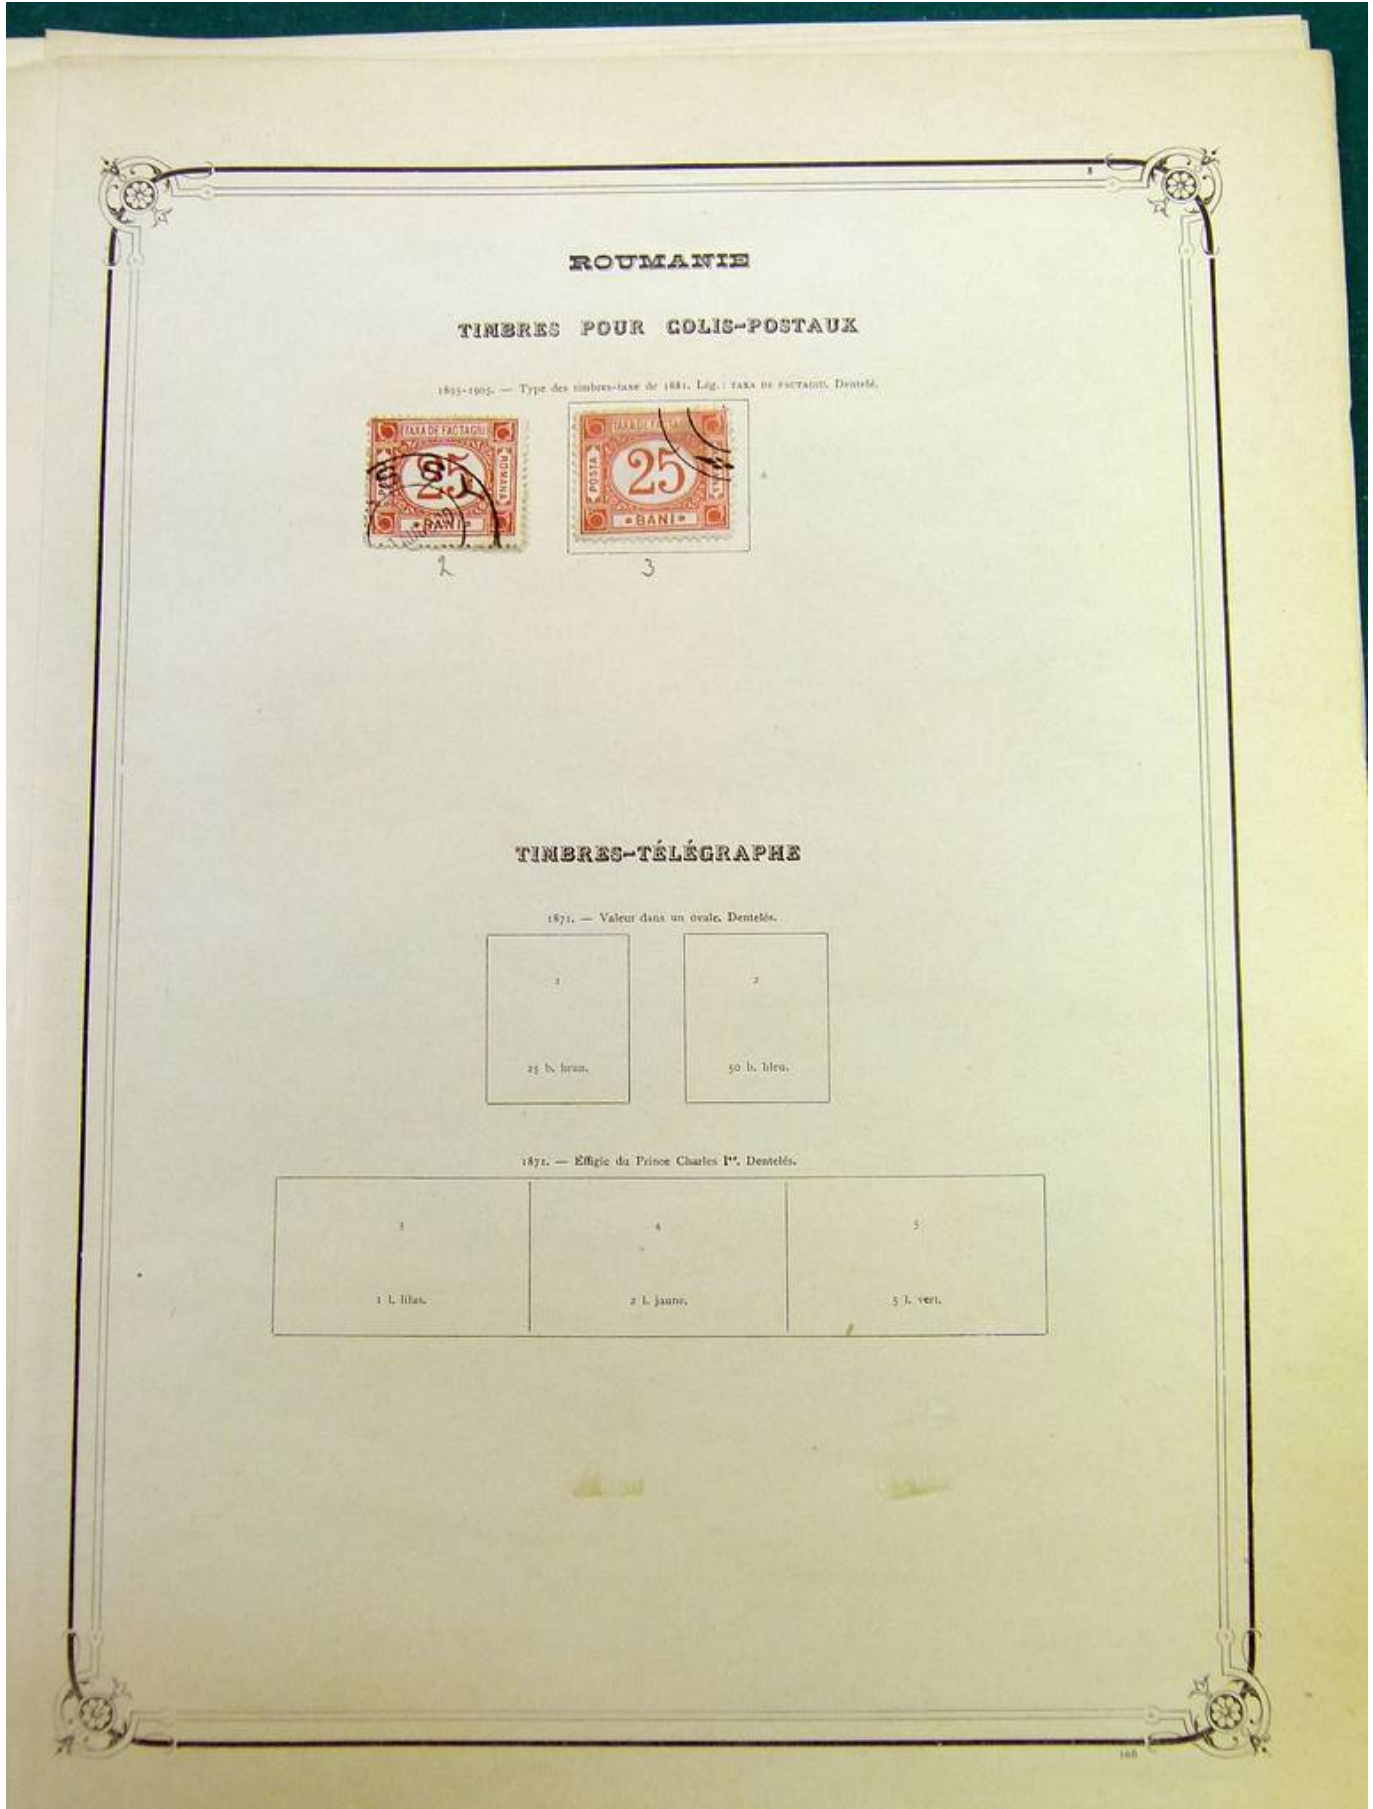 ROUMANIE
TIMBRES POUR COLIS-POSTAUX
1895-1905. — Type des timbres-taxe de 1881. Lég.: TAXA DE FACTAGIU. Dentelé.
TAXA DE FACTAGIU
25
ROMANA
BANI
S S Y
TAXA DE FACTAGIU
POSTA
25
BANI
2
3
TIMBRES-TÉLÉGRAPHE
1871. — Valeur dans un ovale. Dentelés.
1
2
25 b. brun.
50 b. bleu.
1871. — Effigie du Prince Charles Iᵉʳ. Dentelés.
3
4
5
1 l. lilas.
2 l. jaune.
5 l. vert.